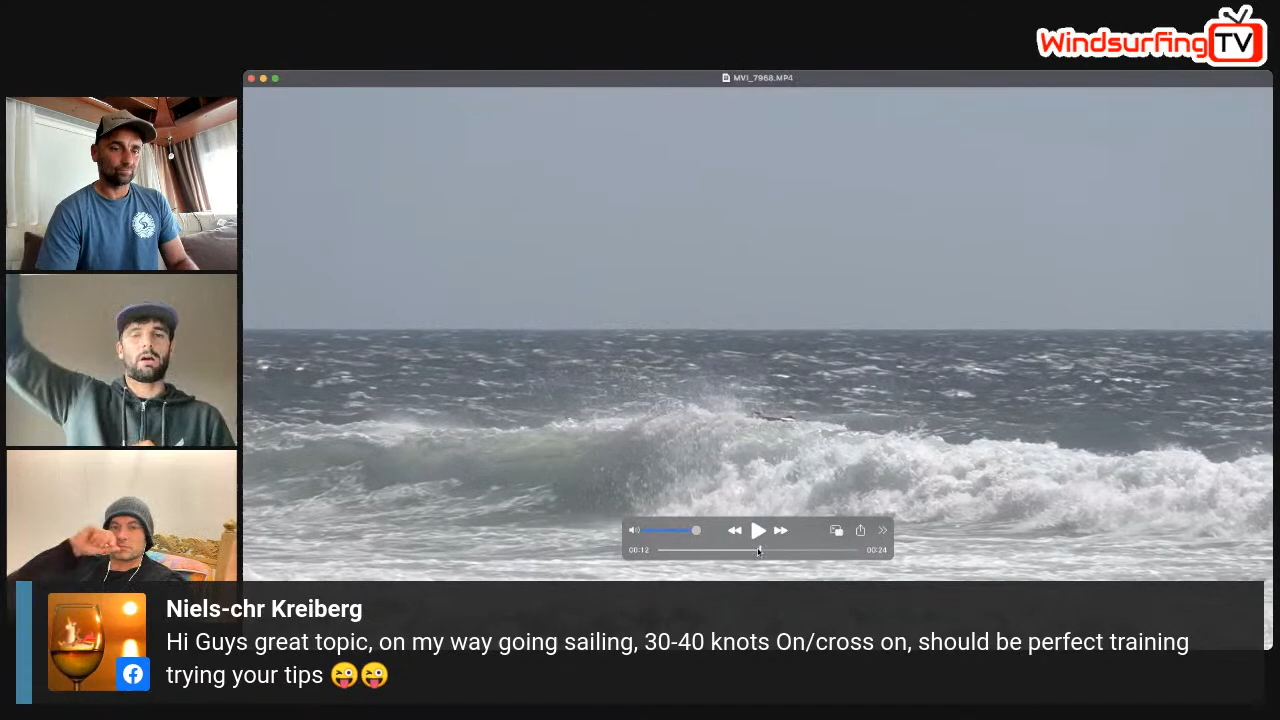 WindsurfingTV
MVI_7968.MP4
00:12
00:24
Niels-chr Kreiberg
Hi Guys great topic, on my way going sailing, 30-40 knots On/cross on, should be perfect training
trying your tips 😜😜